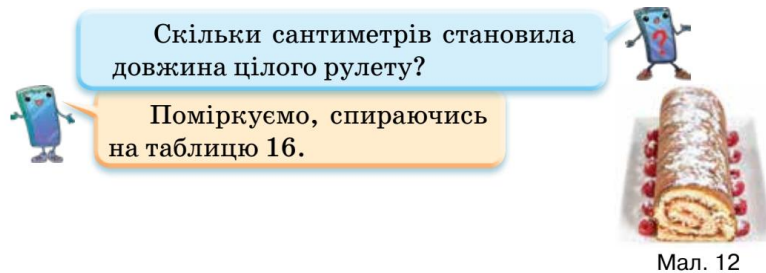 Скільки сантиметрів становила
довжина цілого рулету?
Поміркуємо, спираючись
на таблицю 16.
Мал. 12